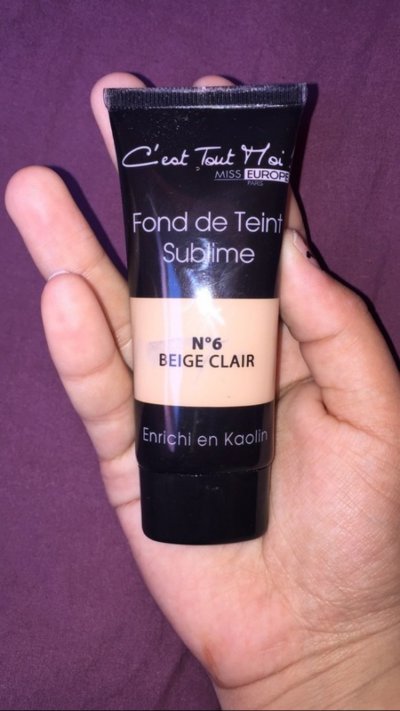 C'est Tout Moi !
MISS EUROPE
PARIS
Fond de Teint
Sublime
N°6
BEIGE CLAIR
Enrichi en Kaolin